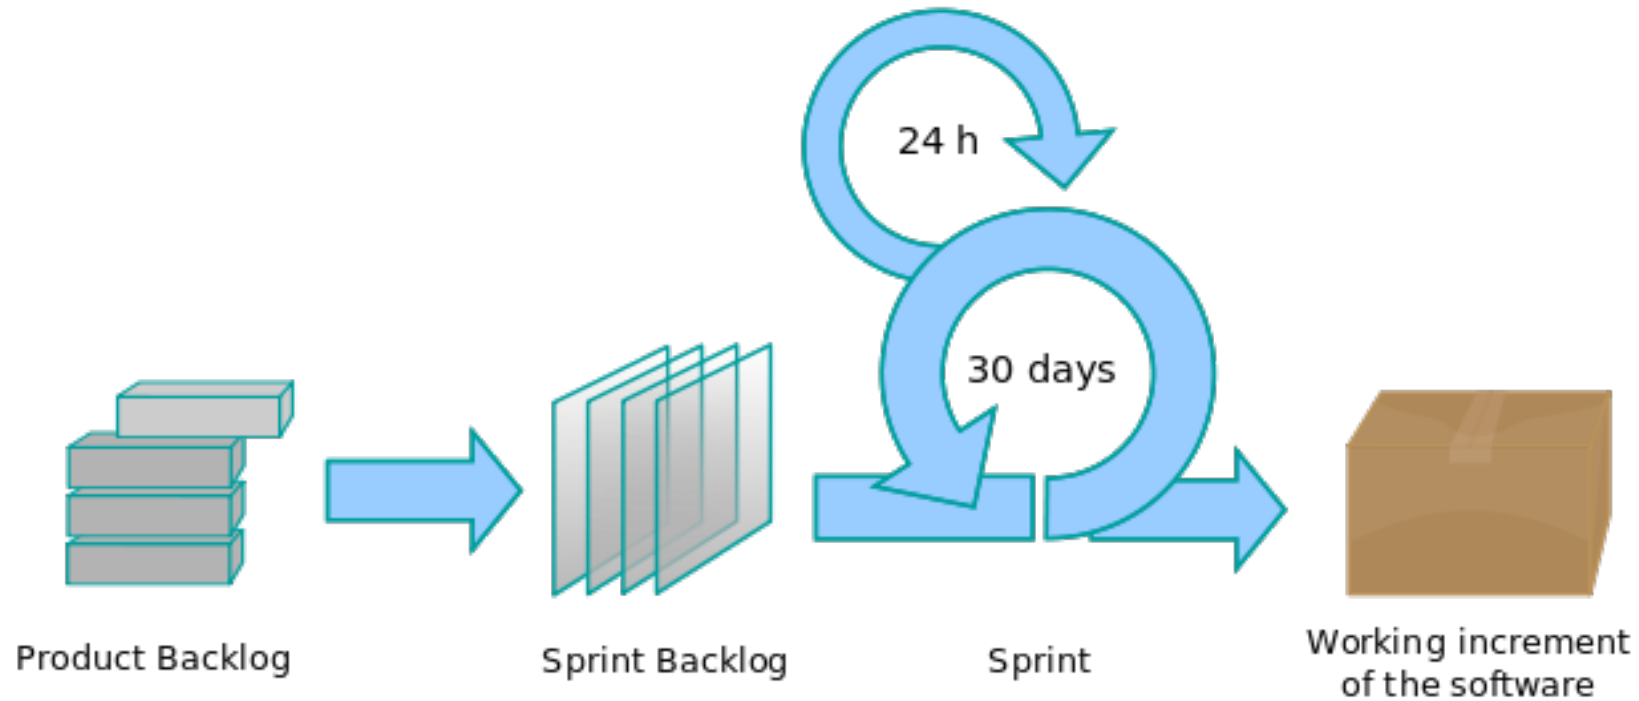 24 h
30 days
Product Backlog
Sprint Backlog
Sprint
Working increment
of the software